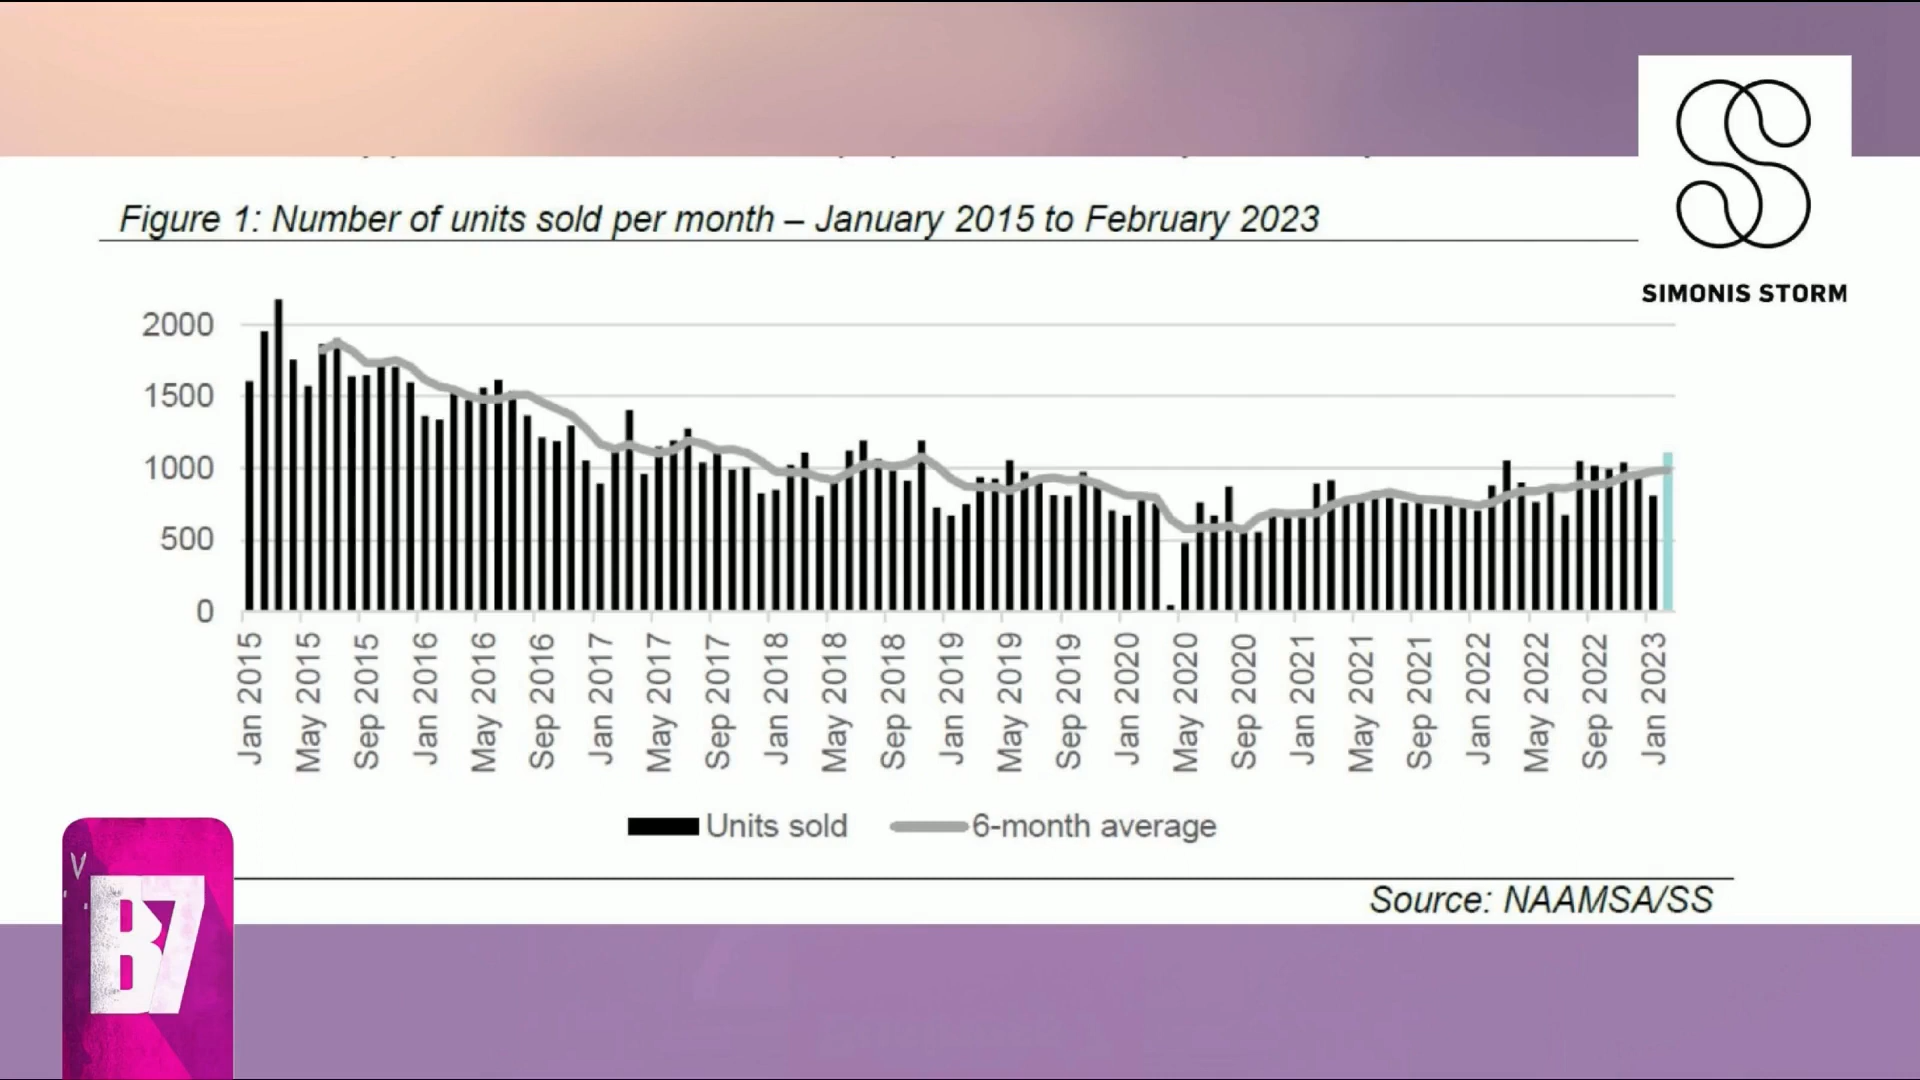 Figure 1: Number of units sold per month – January 2015 to February 2023
SIMONIS STORM
2000
1500
1000
500
0
Jan 2015
May 2015
Sep 2015
Jan 2016
May 2016
Sep 2016
Jan 2017
May 2017
Sep 2017
Jan 2018
May 2018
Sep 2018
Jan 2019
May 2019
Sep 2019
Jan 2020
May 2020
Sep 2020
Jan 2021
May 2021
Sep 2021
Jan 2022
May 2022
Sep 2022
Jan 2023
Units sold
6-month average
Source: NAAMSA/SS
B7